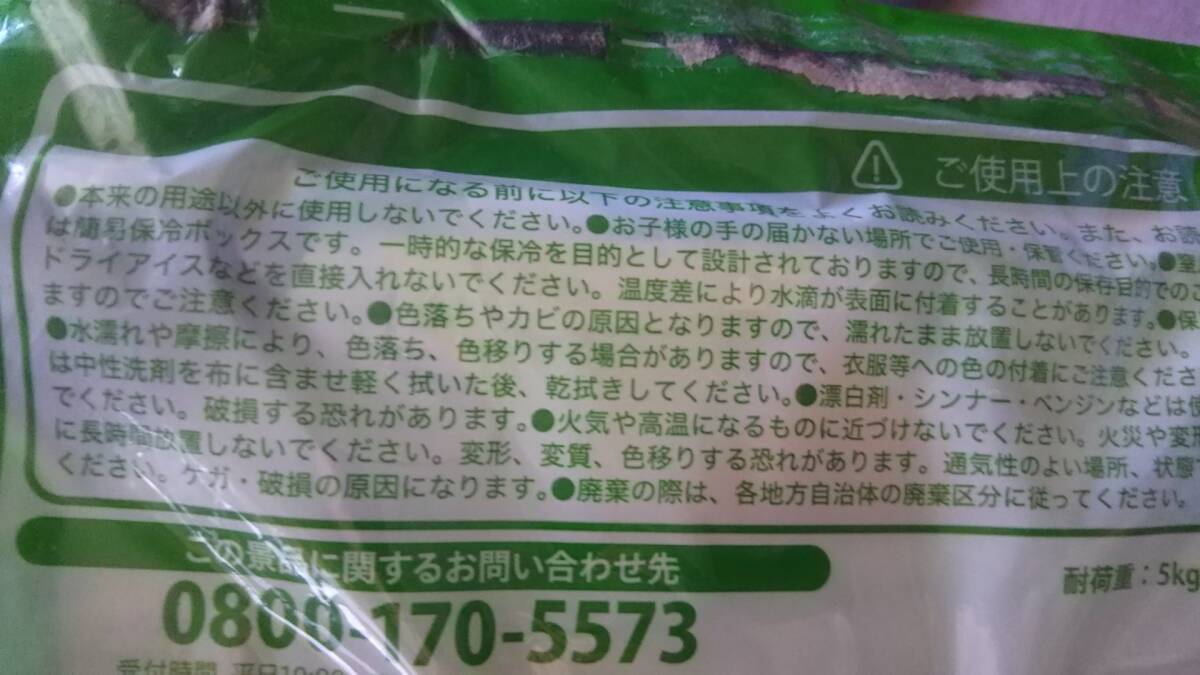 ご使用上の注意
ご使用になる前に以下の注意事項をよくお読みください。また、お読
●本来の用途以外に使用しないでください。●お子様の手の届かない場所でご使用・保管ください。●
は簡易保冷ボックスです。一時的な保冷を目的として設計されておりますので、長時間の保存目的での
ドライアイスなどを直接入れないでください。温度差により水滴が表面に付着することがあります。●保
ますのでご注意ください。●色落ちやカビの原因となりますので、濡れたまま放置しないでください。
●水濡れや摩擦により、色落ち、色移りする場合がありますので、衣服等への色の付着にご注意くださ
は中性洗剤を布に含ませ軽く拭いた後、乾拭きしてください。●漂白剤・シンナー・ベンジンなどは
でください。破損する恐れがあります。●火気や高温になるものに近づけないでください。火災や変形
に長時間放置しないでください。変形、変質、色移りする恐れがあります。通気性のよい場所、状態で
ください。ケガ・破損の原因になります。●廃棄の際は、各地方自治体の廃棄区分に従ってください。
この景品に関するお問い合わせ先
耐荷重：5kg
0800-170-5573
受付時間 平日10:00